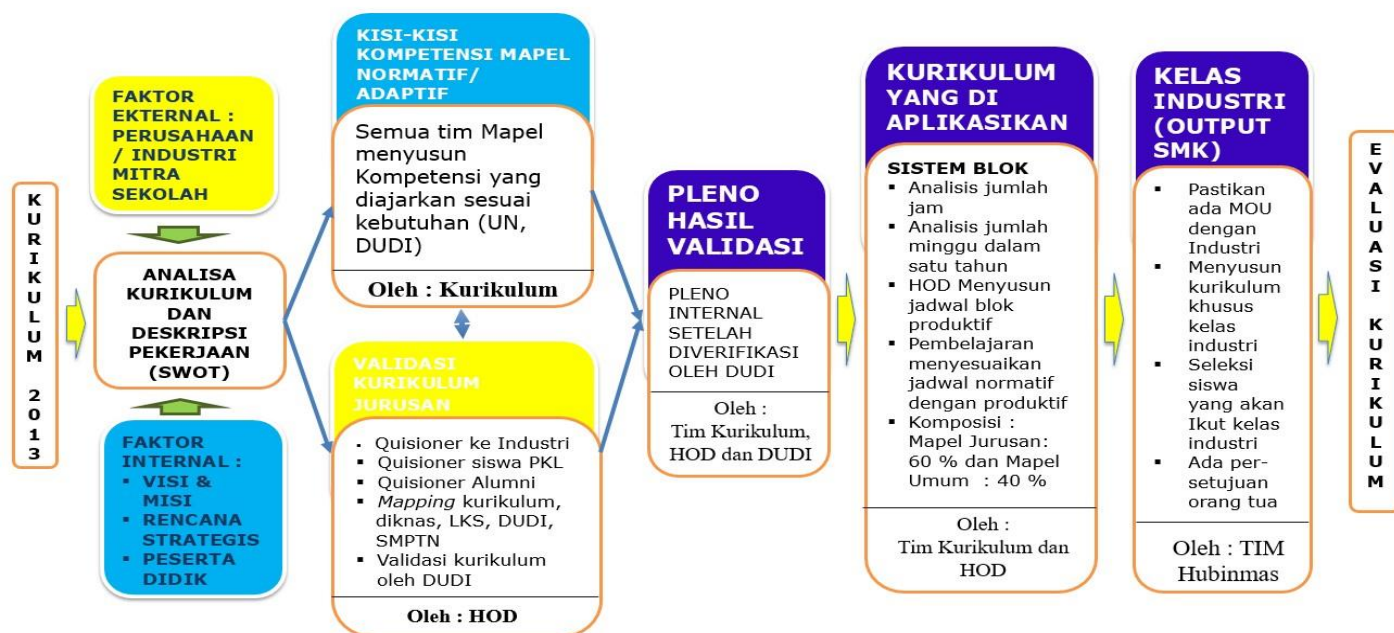 KURIKULUM 2013
FAKTOR
EKTERNAL :
PERUSAHAAN
/ INDUSTRI
MITRA
SEKOLAH
ANALISA
KURIKULUM
DAN
DESKRIPSI
PEKERJAAN
(SWOT)
FAKTOR
INTERNAL :
▪ VISI &
MISI
▪ RENCANA
STRATEGIS
▪ PESERTA
DIDIK
KISI-KISI
KOMPETENSI MAPEL
NORMATIF/
ADAPTIF
Semua tim Mapel
menyusun
Kompetensi yang
diajarkan sesuai
kebutuhan (UN,
DUDI)
Oleh : Kurikulum
VALIDASI
KURIKULUM
JURUSAN
▪ Quisioner ke Industri
▪ Quisioner siswa PKL
▪ Quisioner Alumni
▪ Mapping kurikulum,
diknas, LKS, DUDI,
SMPTN
▪ Validasi kurikulum
oleh DUDI
Oleh : HOD
PLENO
HASIL
VALIDASI
PLENO
INTERNAL
SETELAH
DIVERIFIKASI
OLEH DUDI
Oleh :
Tim Kurikulum,
HOD dan DUDI
KURIKULUM
YANG DI
APLIKASIKAN
SISTEM BLOK
▪ Analisis jumlah
jam
▪ Analisis jumlah
minggu dalam
satu tahun
▪ HOD Menyusun
jadwal blok
produktif
▪ Pembelajaran
menyesuaikan
jadwal normatif
dengan produktif
▪ Komposisi :
Mapel Jurusan:
60 % dan Mapel
Umum : 40 %
Oleh :
Tim Kurikulum dan
HOD
KELAS
INDUSTRI
(OUTPUT
SMK)
▪ Pastikan
ada MOU
dengan
Industri
▪ Menyusun
kurikulum
khusus
kelas
industri
▪ Seleksi
siswa
yang akan
Ikut kelas
industri
▪ Ada per-
setujuan
orang tua
Oleh : TIM
Hubinmas
EVALUASI KURIKULUM